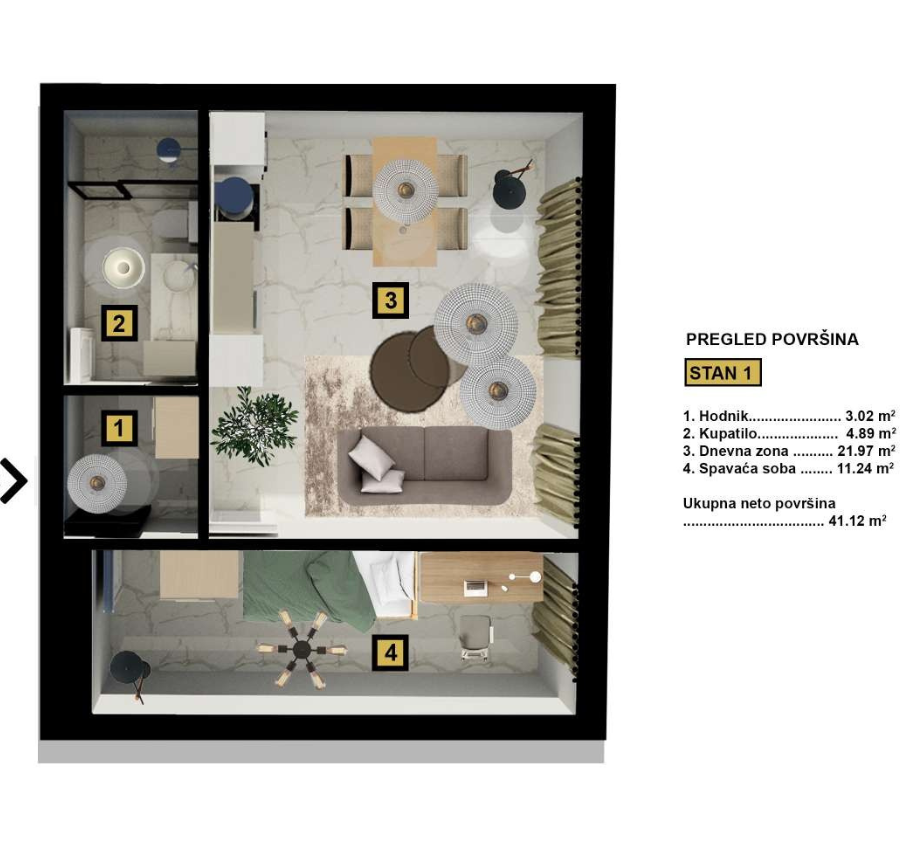 3
2
1
4
PREGLED POVRŠINA
STAN 1
1. Hodnik....................... 3.02 m²
2. Kupatilo.................... 4.89 m²
3. Dnevna zona .......... 21.97 m²
4. Spavaća soba ........ 11.24 m²
Ukupna neto površina
................................... 41.12 m²